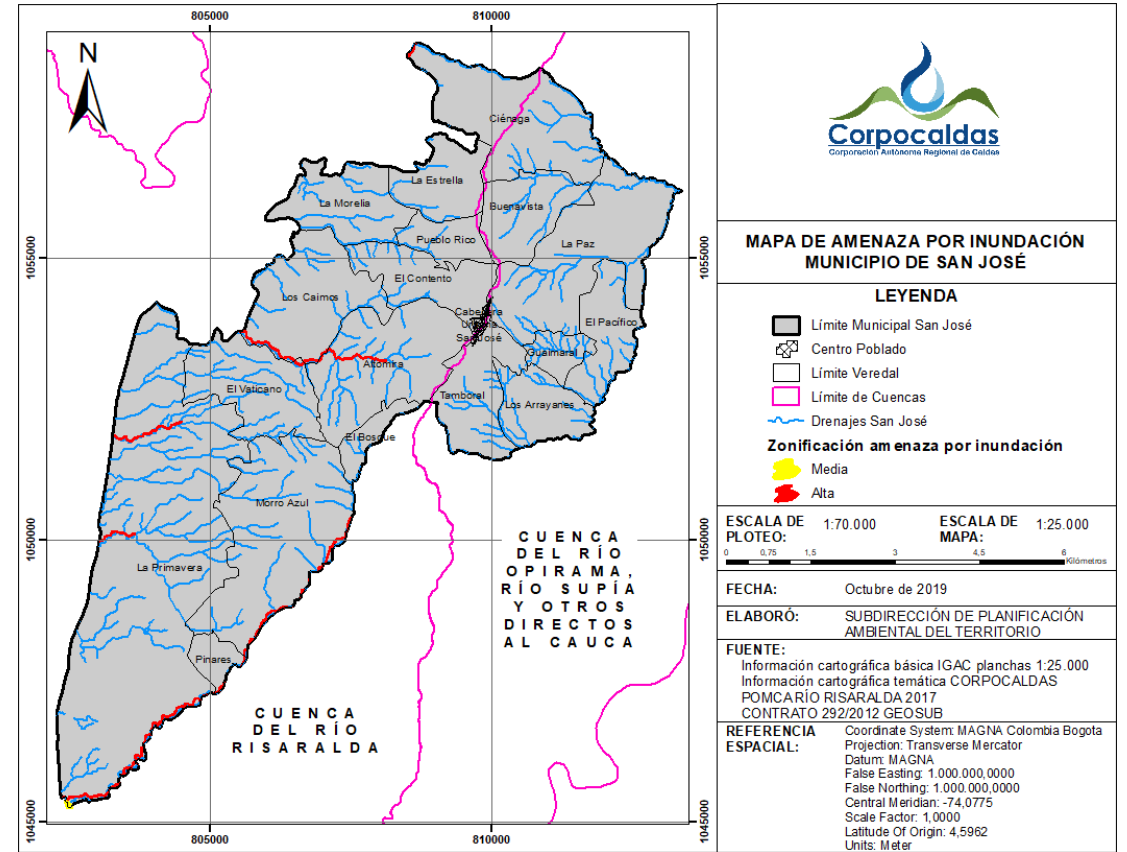 805000
810000
N
Ciénaga
La Estrella
La Morelia
Buenavista
Pueblo Rico
La Paz
1055000
1055000
El Contento
Los Caimos
Cabecera
Urbana
San José
El Pacífico
Guaimaral
Altomira
El Vaticano
Tamboral
Los Arrayanes
El Bosque
Morro Azul
1050000
1050000
La Primavera
Pinares
CUENCA
DEL RÍO
OPIRAMA,
RÍO SUPÍA
Y OTROS
DIRECTOS
AL CAUCA
CUENCA
DEL RÍO
RISARALDA
1045000
1045000
805000
810000
Corpocaldas
Corporación Autónoma Regional de Caldas
MAPA DE AMENAZA POR INUNDACIÓN
MUNICIPIO DE SAN JOSÉ
LEYENDA
Límite Municipal San José
Centro Poblado
Límite Veredal
Límite de Cuencas
Drenajes San José
Zonificación amenaza por inundación
Media
Alta
ESCALA DE PLOTEO: 1:70.000 ESCALA DE MAPA: 1:25.000
0 0,75 1,5 3 4,5 6
Kilómetros
FECHA: Octubre de 2019
ELABORÓ: SUBDIRECCIÓN DE PLANIFICACIÓN
AMBIENTAL DEL TERRITORIO
FUENTE:
Información cartográfica básica IGAC planchas 1:25.000
Información cartográfica temática CORPOCALDAS
POMCA RÍO RISARALDA 2017
CONTRATO 292/2012 GEOSUB
REFERENCIA ESPACIAL:
Coordinate System: MAGNA Colombia Bogota
Projection: Transverse Mercator
Datum: MAGNA
False Easting: 1.000.000,0000
False Northing: 1.000.000,0000
Central Meridian: -74,0775
Scale Factor: 1,0000
Latitude Of Origin: 4,5962
Units: Meter